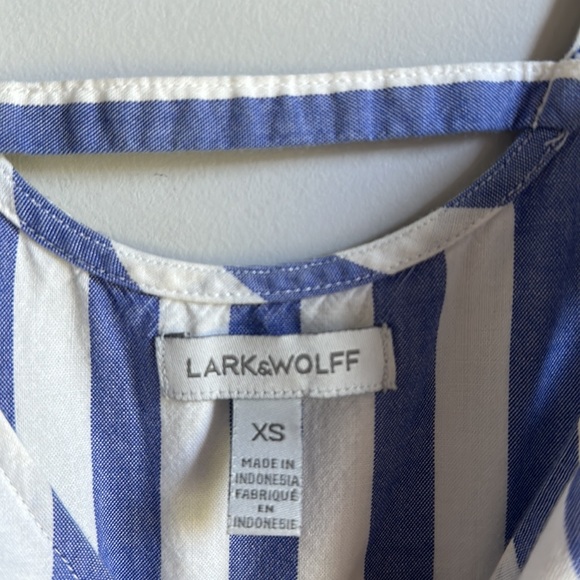 LARK&WOLFF
XS
MADE IN
INDONESIA
FABRIQUÉ
EN
INDONESIE